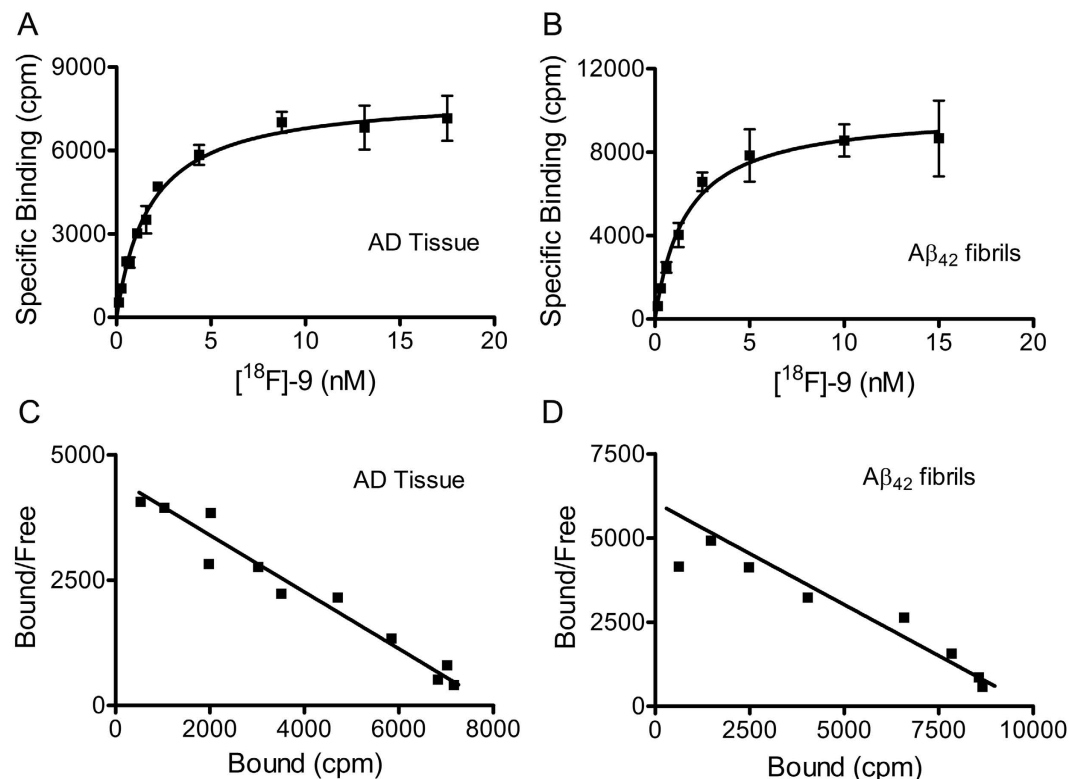 A
Specific Binding (cpm)
9000
6000
3000
0
AD Tissue
0 5 10 15 20
[¹⁸F]-9 (nM)
B
Specific Binding (cpm)
12000
8000
4000
0
Aβ₄₂ fibrils
0 5 10 15 20
[¹⁸F]-9 (nM)
C
Bound/Free
5000
2500
0
AD Tissue
0 2000 4000 6000 8000
Bound (cpm)
D
Bound/Free
7500
5000
2500
0
Aβ₄₂ fibrils
0 2500 5000 7500 10000
Bound (cpm)